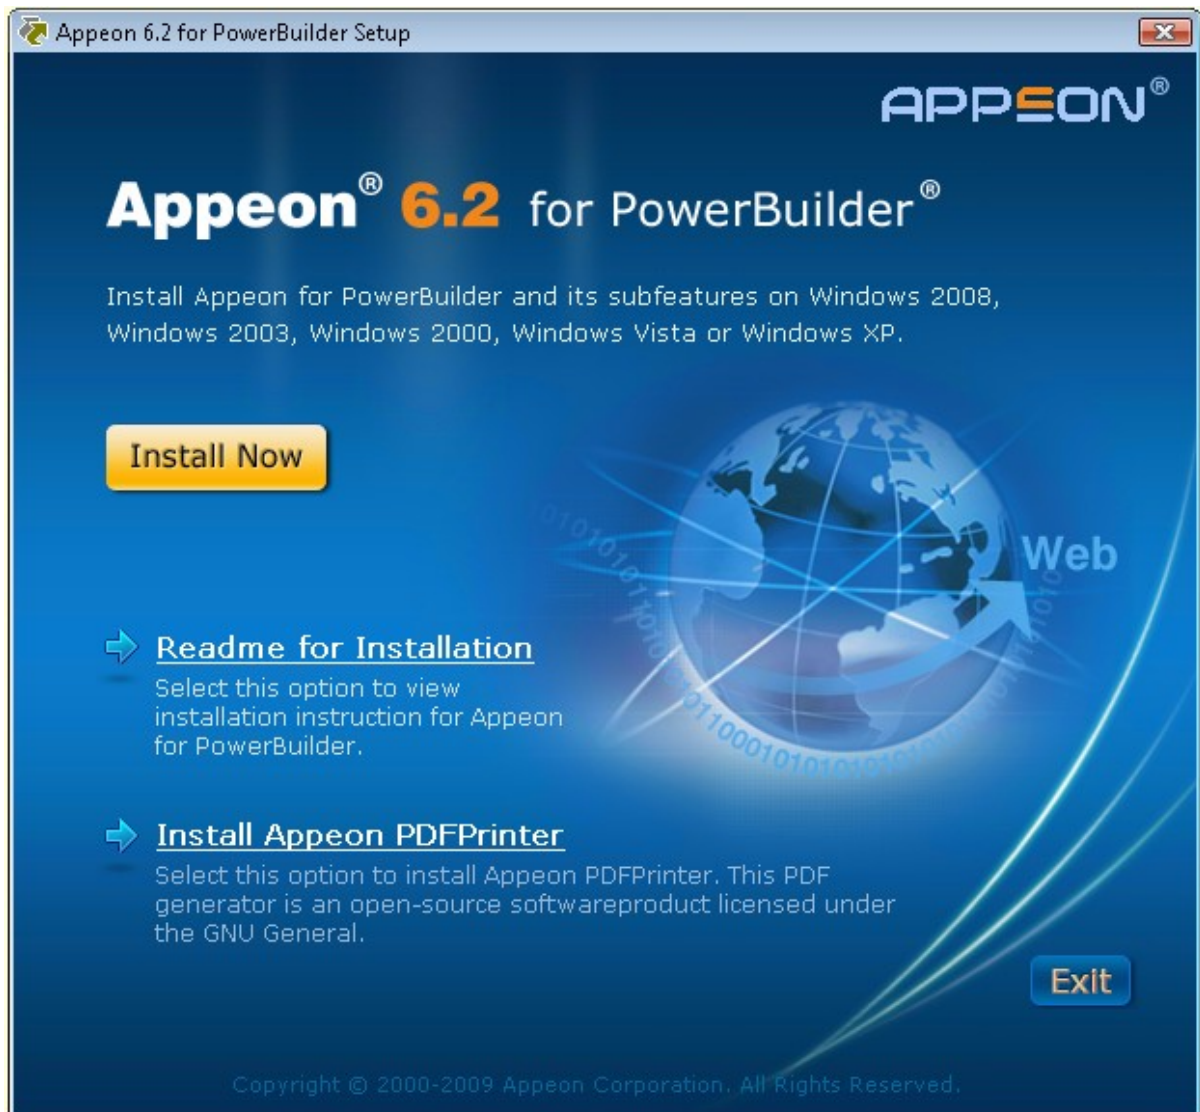 Appeon 6.2 for PowerBuilder Setup
APPEON®
Appeon® 6.2 for PowerBuilder®
Install Appeon for PowerBuilder and its subfeatures on Windows 2008,
Windows 2003, Windows 2000, Windows Vista or Windows XP.
Install Now
Web
Readme for Installation
Select this option to view
installation instruction for Appeon
for PowerBuilder.
Install Appeon PDFPrinter
Select this option to install Appeon PDFPrinter. This PDF
generator is an open-source softwareproduct licensed under
the GNU General.
Exit
Copyright © 2000-2009 Appeon Corporation. All Rights Reserved.